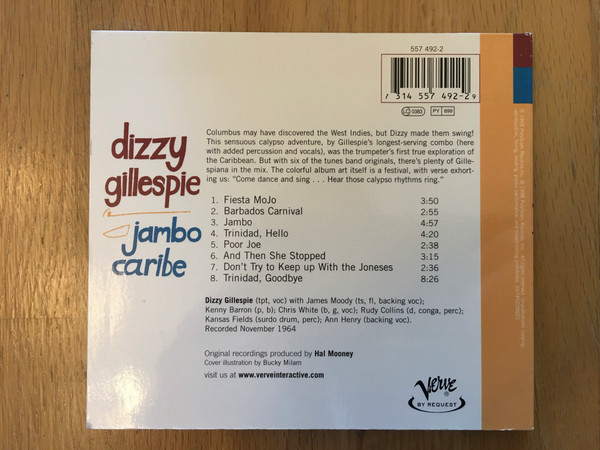 557 492-2
7 314 557 492-2 9
LC 0383
PY 899
dizzy
gillespie
jambo
caribe
Columbus may have discovered the West Indies, but Dizzy made them swing!
This sensuous calypso adventure, by Gillespie's longest-serving combo (here
with added percussion and vocals), was the trumpeter's first true exploration of
the Caribbean. But with six of the tunes band originals, there's plenty of Gille-
spiana in the mix. The colorful album art itself is a festival, with verse exhort-
ing us: "Come dance and sing . . . Hear those calypso rhythms ring."
1. Fiesta MoJo 3:50
2. Barbados Carnival 2:55
3. Jambo 4:57
4. Trinidad, Hello 4:20
5. Poor Joe 2:38
6. And Then She Stopped 3:15
7. Don't Try to Keep up With the Joneses 2:36
8. Trinidad, Goodbye 8:26
Dizzy Gillespie (tpt, voc) with James Moody (ts, fl, backing voc);
Kenny Barron (p, b); Chris White (b, g, voc); Rudy Collins (d, conga, perc);
Kansas Fields (surdo drum, perc); Ann Henry (backing voc).
Recorded November 1964
Original recordings produced by Hal Mooney
Cover illustration by Bucky Milam
visit us at www.verveinteractive.com
Verve
®
BY REQUEST